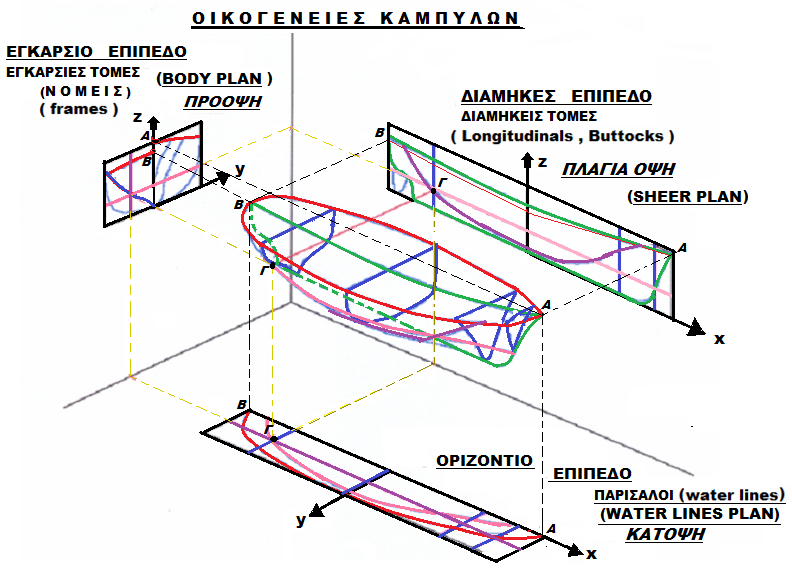 ΟΙΚΟΓΕΝΕΙΕΣ ΚΑΜΠΥΛΩΝ
ΕΓΚΑΡΣΙΟ ΕΠΙΠΕΔΟ
ΕΓΚΑΡΣΙΕΣ ΤΟΜΕΣ
(ΝΟΜΕΙΣ)
( frames )
(BODY PLAN )
ΠΡΟΟΨΗ
z
A
B
y
ΔΙΑΜΗΚΕΣ ΕΠΙΠΕΔΟ
ΔΙΑΜΗΚΕΙΣ ΤΟΜΕΣ
( Longitudinals , Buttocks )
ΠΛΑΓΙΑ ΟΨΗ
(SHEER PLAN)
B
Γ
z
A
x
B
Γ
A
B
Γ
y
A
x
ΟΡΙΖΟΝΤΙΟ ΕΠΙΠΕΔΟ
ΠΑΡΙΣΑΛΟΙ (water lines)
(WATER LINES PLAN)
ΚΑΤΟΨΗ